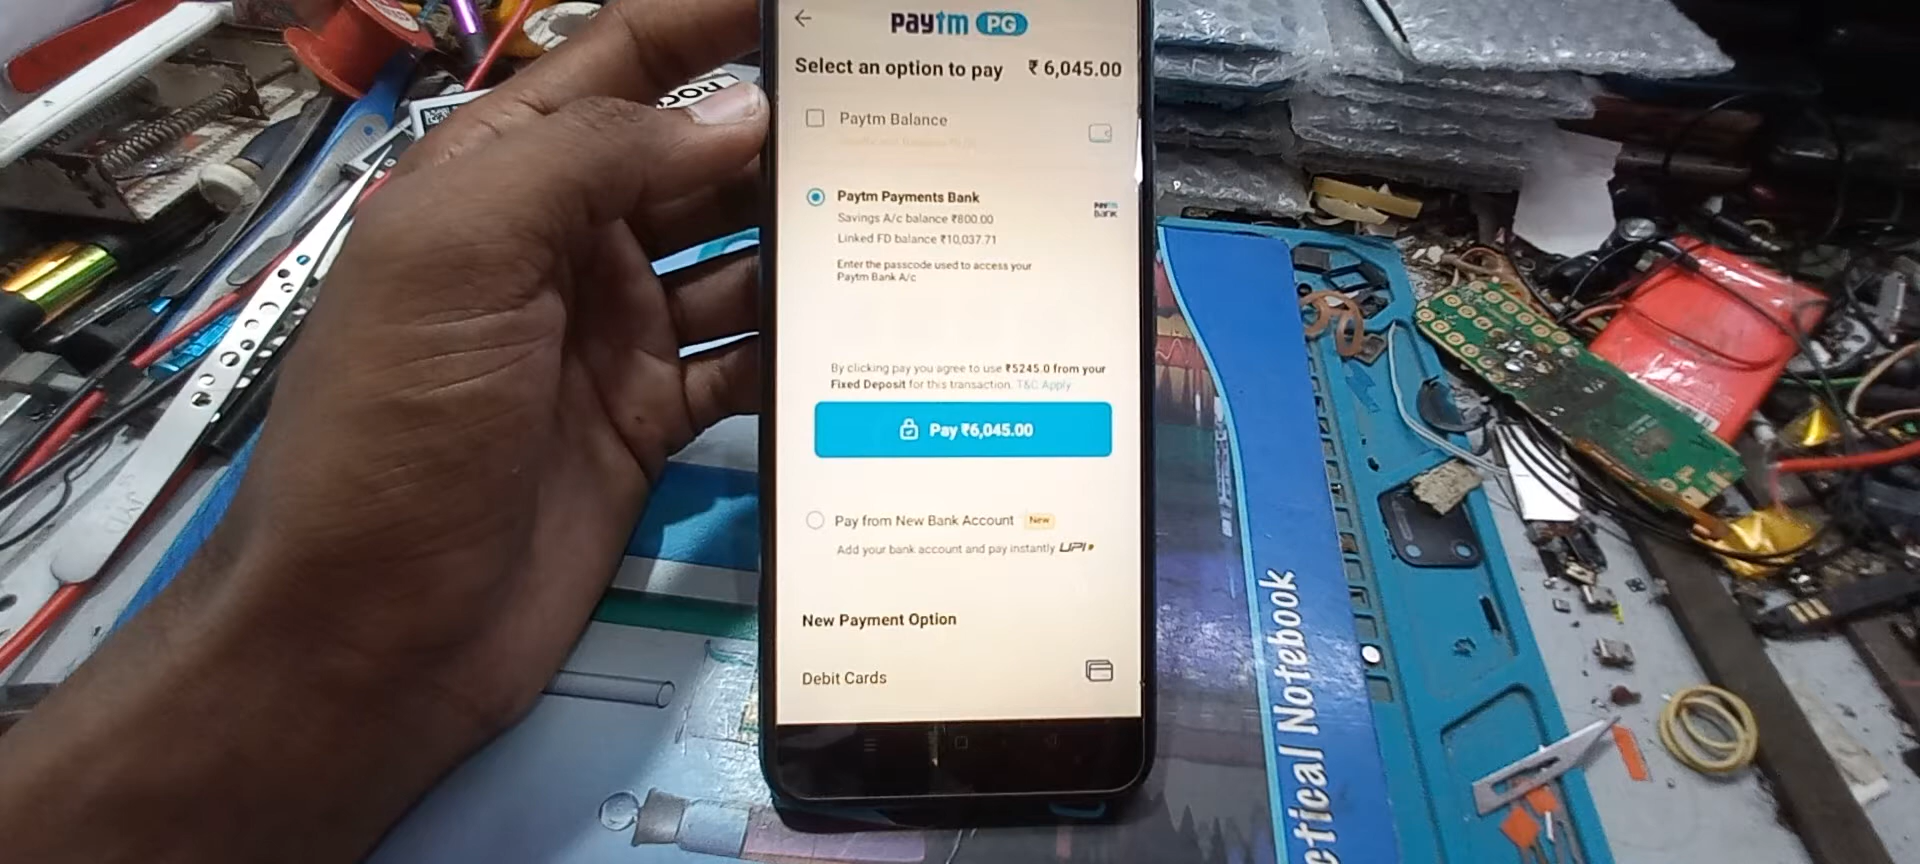 paytm PG
Select an option to pay ₹ 6,045.00
Paytm Balance
Paytm Payments Bank
Savings A/c balance ₹800.00
Linked FD balance ₹10,037.71
Enter the passcode used to access your
Paytm Bank A/c
paytm
Bank
By clicking pay you agree to use ₹5245.0 from your
Fixed Deposit for this transaction. T&C Apply
Pay ₹6,045.00
Pay from New Bank Account New
Add your bank account and pay instantly UPI
New Payment Option
Debit Cards
ctical Notebook